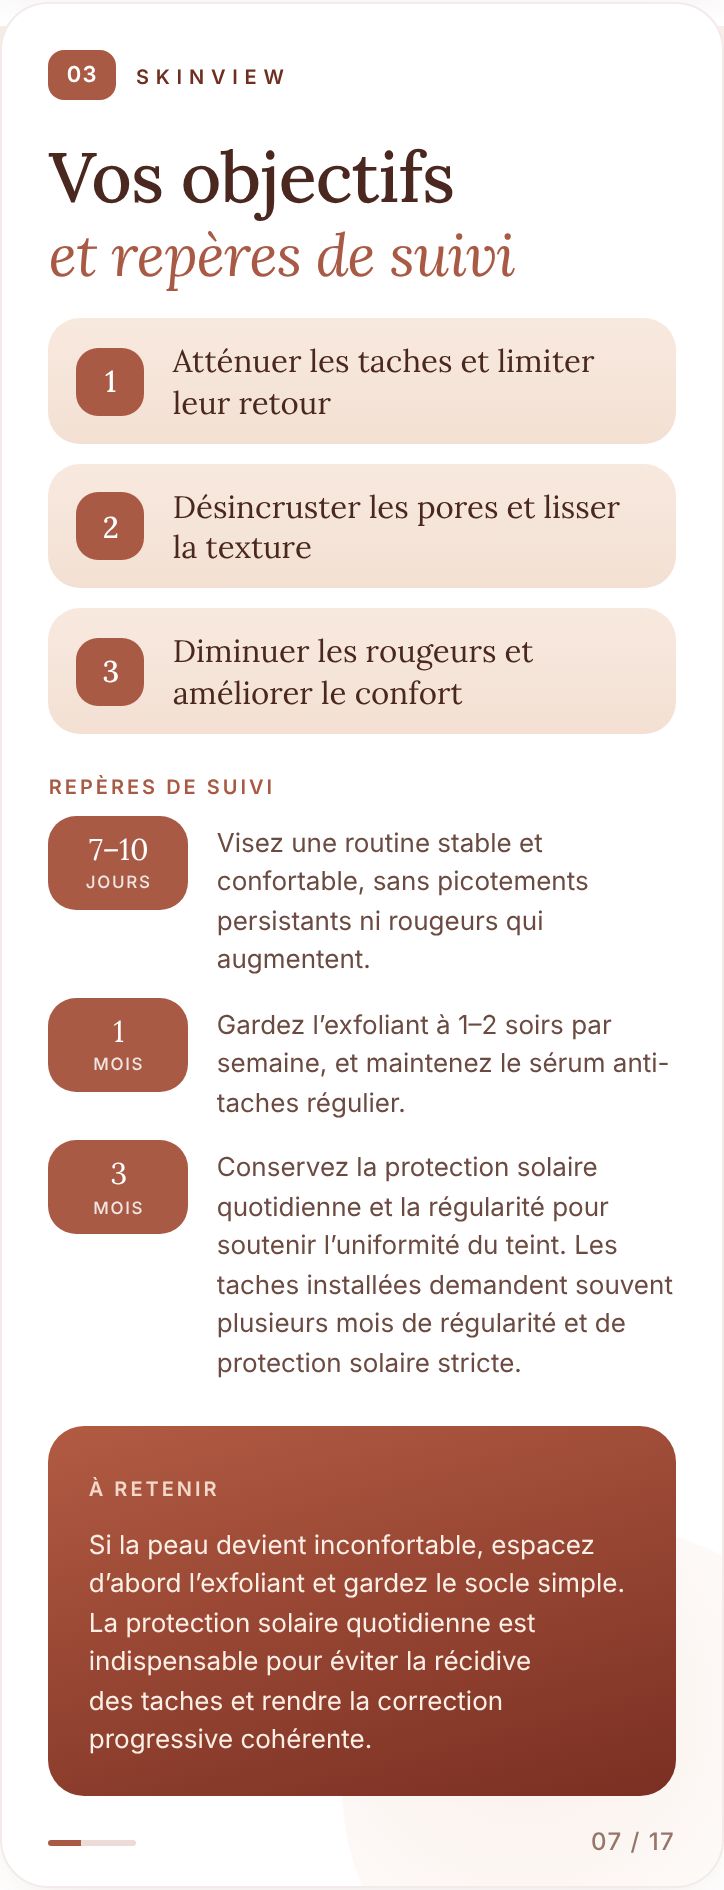 03 SKINVIEW
Vos objectifs
et repères de suivi
1
Atténuer les taches et limiter
leur retour
2
Désincruster les pores et lisser
la texture
3
Diminuer les rougeurs et
améliorer le confort
REPÈRES DE SUIVI
7–10
JOURS
Visez une routine stable et
confortable, sans picotements
persistants ni rougeurs qui
augmentent.
1
MOIS
Gardez l’exfoliant à 1–2 soirs par
semaine, et maintenez le sérum anti-
taches régulier.
3
MOIS
Conservez la protection solaire
quotidienne et la régularité pour
soutenir l’uniformité du teint. Les
taches installées demandent souvent
plusieurs mois de régularité et de
protection solaire stricte.
À RETENIR
Si la peau devient inconfortable, espacez
d’abord l’exfoliant et gardez le socle simple.
La protection solaire quotidienne est
indispensable pour éviter la récidive
des taches et rendre la correction
progressive cohérente.
07 / 17